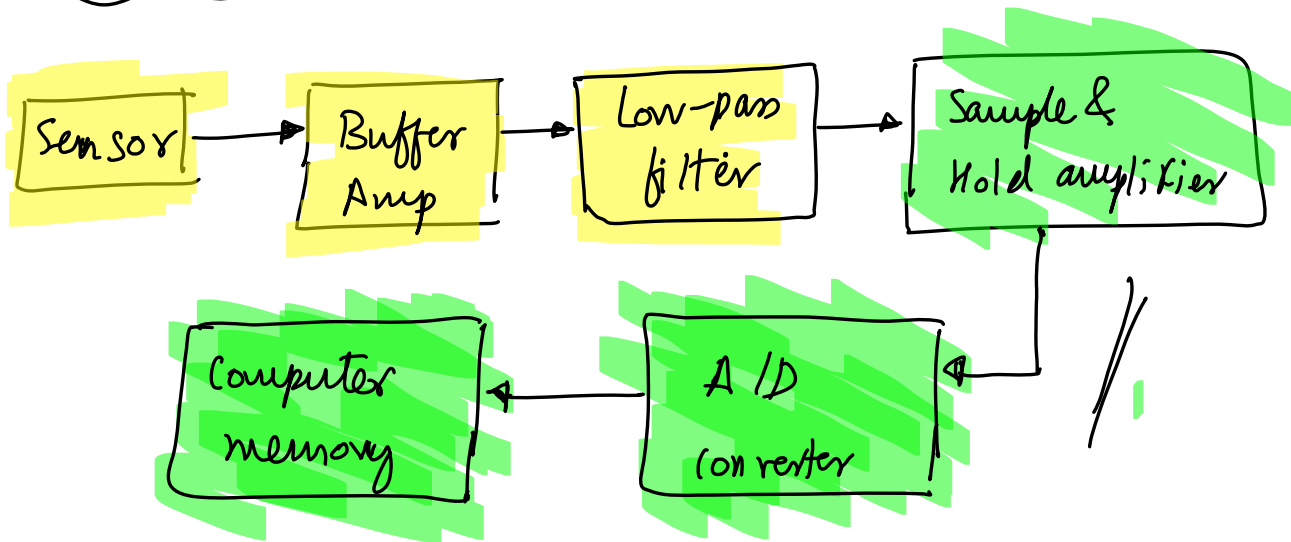 Sensor
Buffer
Amp
Low-pass
filter
Sample &
Hold amplifier
A/D
converter
Computer
memory